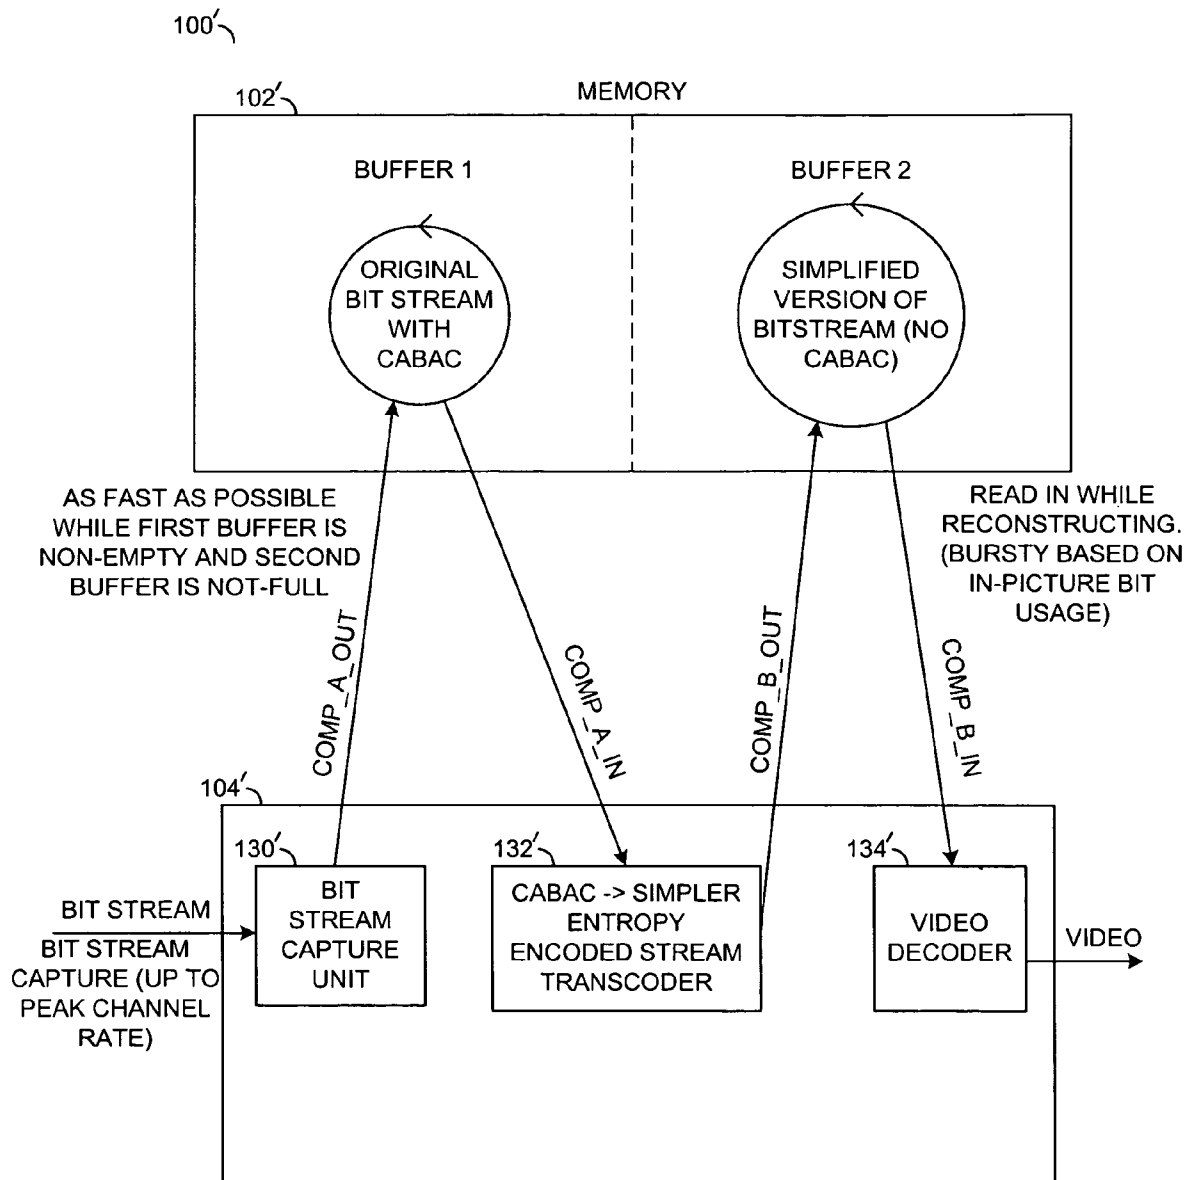 100′
102′
MEMORY
BUFFER 1
BUFFER 2
ORIGINAL
BIT STREAM
WITH
CABAC
SIMPLIFIED
VERSION OF
BITSTREAM (NO
CABAC)
AS FAST AS POSSIBLE
WHILE FIRST BUFFER IS
NON-EMPTY AND SECOND
BUFFER IS NOT-FULL
READ IN WHILE
RECONSTRUCTING.
(BURSTY BASED ON
IN-PICTURE BIT
USAGE)
COMP_A_OUT
COMP_A_IN
COMP_B_OUT
COMP_B_IN
104′
130′
132′
134′
BIT STREAM
BIT STREAM
CAPTURE (UP TO
PEAK CHANNEL
RATE)
BIT
STREAM
CAPTURE
UNIT
CABAC -> SIMPLER
ENTROPY
ENCODED STREAM
TRANSCODER
VIDEO
DECODER
VIDEO